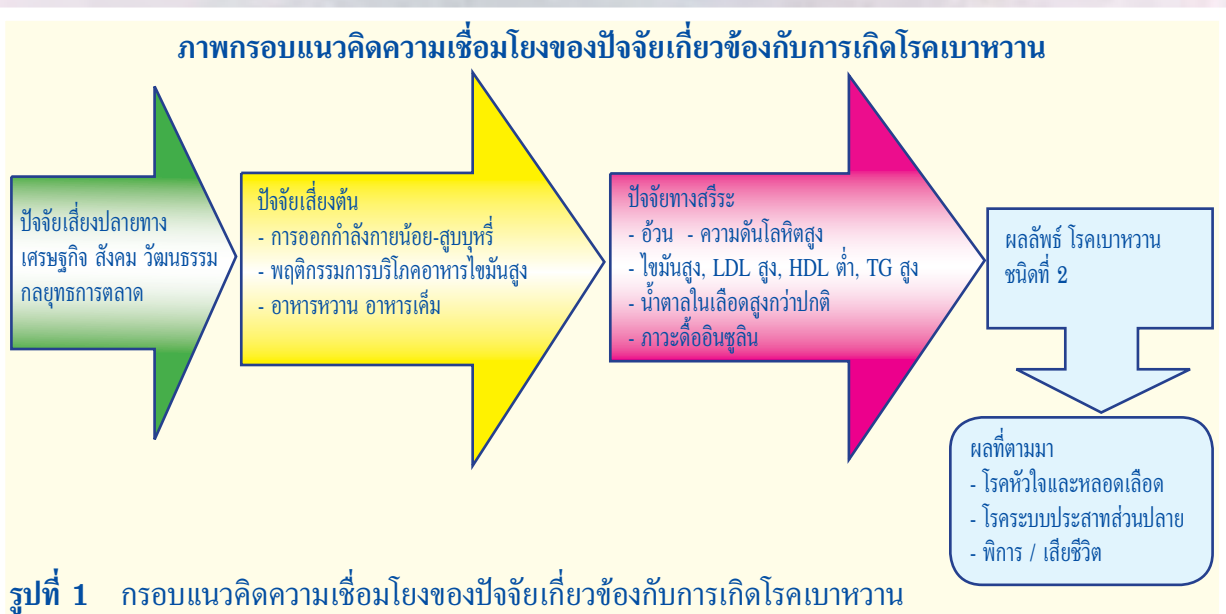 ภาพกรอบแนวคิดความเชื่อมโยงของปัจจัยเกี่ยวข้องกับการเกิดโรคเบาหวาน
ปัจจัยเสี่ยงปลายทาง
เศรษฐกิจ สังคม วัฒนธรรม
กลยุทธการตลาด
ปัจจัยเสี่ยงต้น
- การออกกำลังกายน้อย-สูบบุหรี่
- พฤติกรรมการบริโภคอาหารไขมันสูง
- อาหารหวาน อาหารเค็ม
ปัจจัยทางสรีระ
- อ้วน - ความดันโลหิตสูง
- ไขมันสูง, LDL สูง, HDL ต่ำ, TG สูง
- น้ำตาลในเลือดสูงกว่าปกติ
- ภาวะดื้ออินซูลิน
ผลลัพธ์ โรคเบาหวาน
ชนิดที่ 2
ผลที่ตามมา
- โรคหัวใจและหลอดเลือด
- โรคระบบประสาทส่วนปลาย
- พิการ / เสียชีวิต
รูปที่ 1 กรอบแนวคิดความเชื่อมโยงของปัจจัยเกี่ยวข้องกับการเกิดโรคเบาหวาน